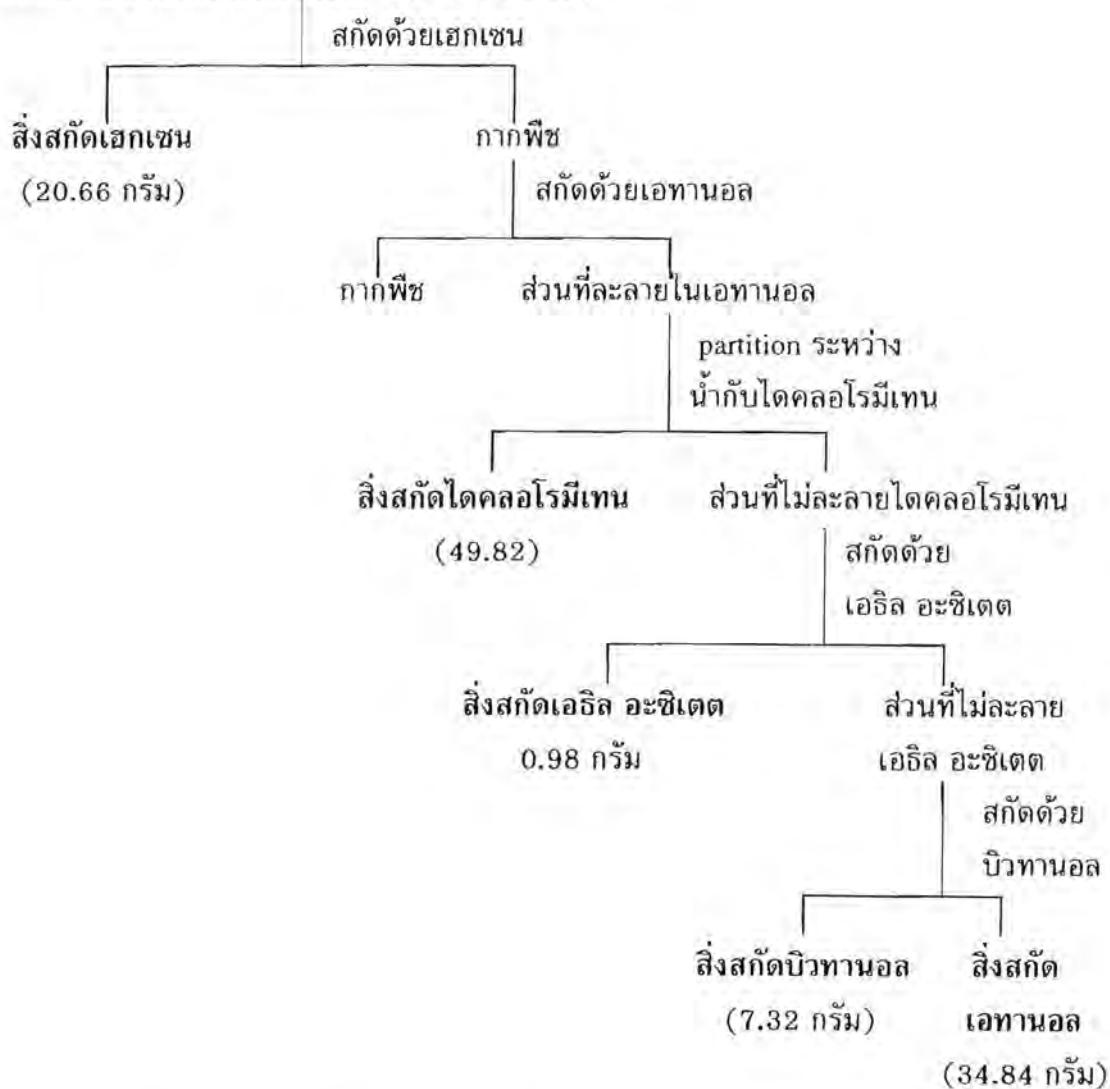 สกัดด้วยเฮกเซน
สิ่งสกัดเฮกเซน กากพืช
(20.66 กรัม) สกัดด้วยเอทานอล
กากพืช ส่วนที่ละลายในเอทานอล
partition ระหว่าง
น้ำกับไดคลอโรมีเทน
สิ่งสกัดไดคลอโรมีเทน ส่วนที่ไม่ละลายไดคลอโรมีเทน
(49.82) สกัดด้วย
เอธิล อะซิเตต
สิ่งสกัดเอธิล อะซิเตต ส่วนที่ไม่ละลาย
0.98 กรัม เอธิล อะซิเตต
สกัดด้วย
บิวทานอล
สิ่งสกัดบิวทานอล สิ่งสกัด
(7.32 กรัม) เอทานอล
(34.84 กรัม)